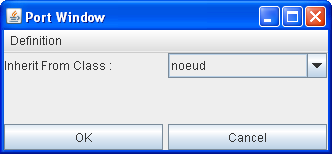 Port Window
Definition
Inherit From Class : noeud
OK Cancel